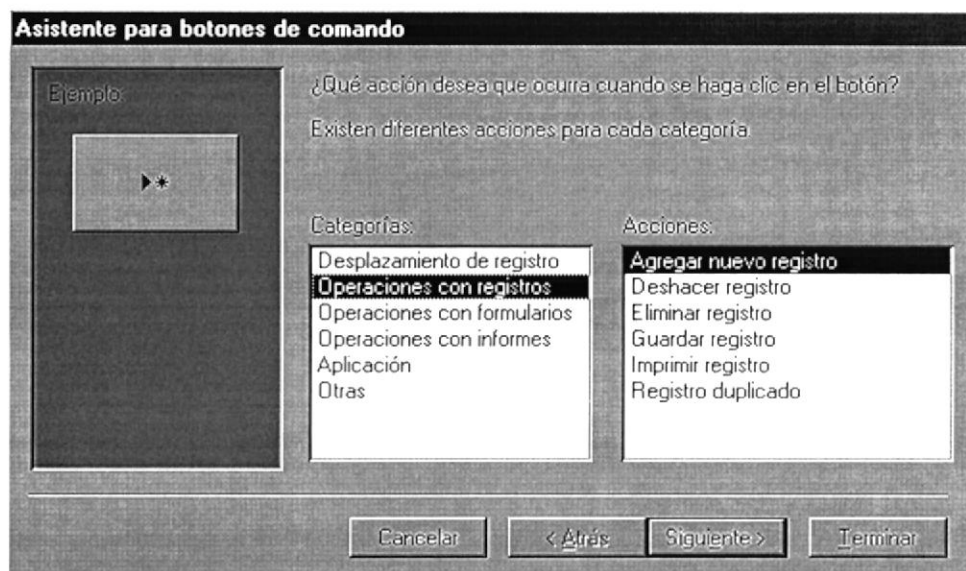 Asistente para botones de comando
Ejemplo:
¿Qué acción desea que ocurra cuando se haga clic en el botón?
Existen diferentes acciones para cada categoría
Categorías:
Desplazamiento de registro
Operaciones con registros
Operaciones con formularios
Operaciones con informes
Aplicación
Otras
Acciones:
Agregar nuevo registro
Deshacer registro
Eliminar registro
Guardar registro
Imprimir registro
Registro duplicado
Cancelar
< Atrás
Siguiente >
Terminar